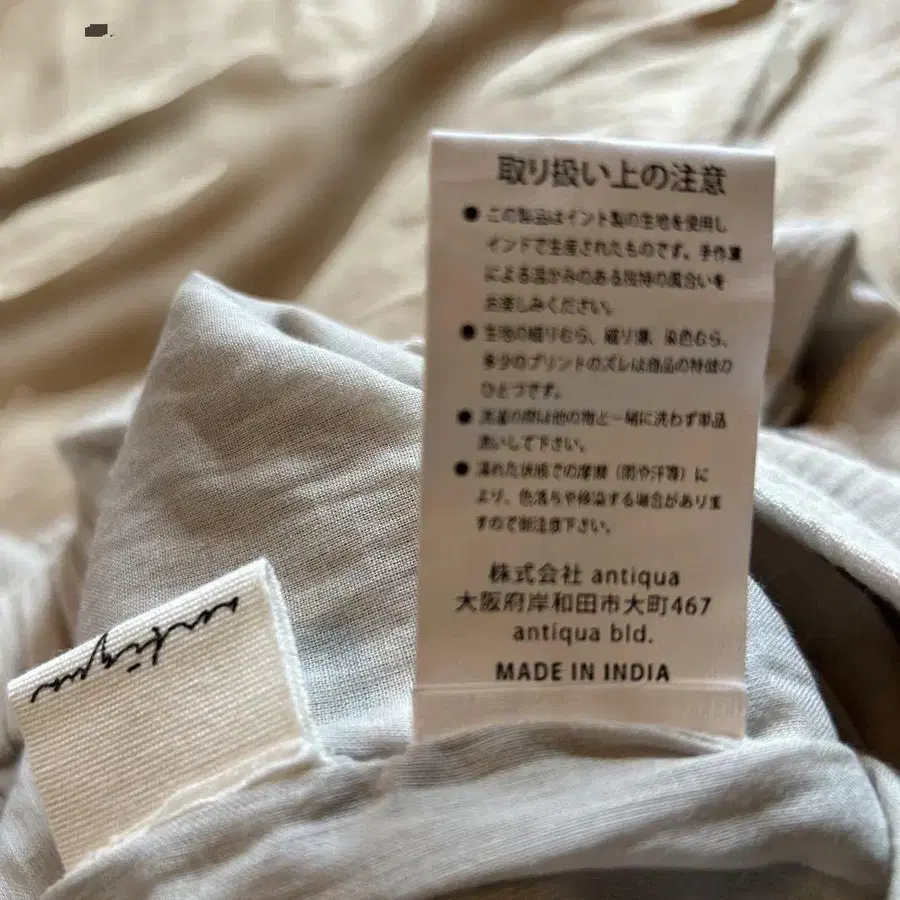 取り扱い上の注意
● この製品はインド製の生地を使用し
インドで生産されたものです。手作業
による温かみのある独特の風合いを
お楽しみください。
● 生地の織りむら、織り傷、染色むら、
多少のプリントのズレは商品の特徴の
ひとつです。
● 洗濯の際は他の物と一緒に洗わず単品
洗いして下さい。
● 濡れた状態での摩擦（雨や汗等）に
より、色落ちや移染する場合がありま
すので御注意下さい。
株式会社 antiqua
大阪府岸和田市大町467
antiqua bld.
MADE IN INDIA
antiqua